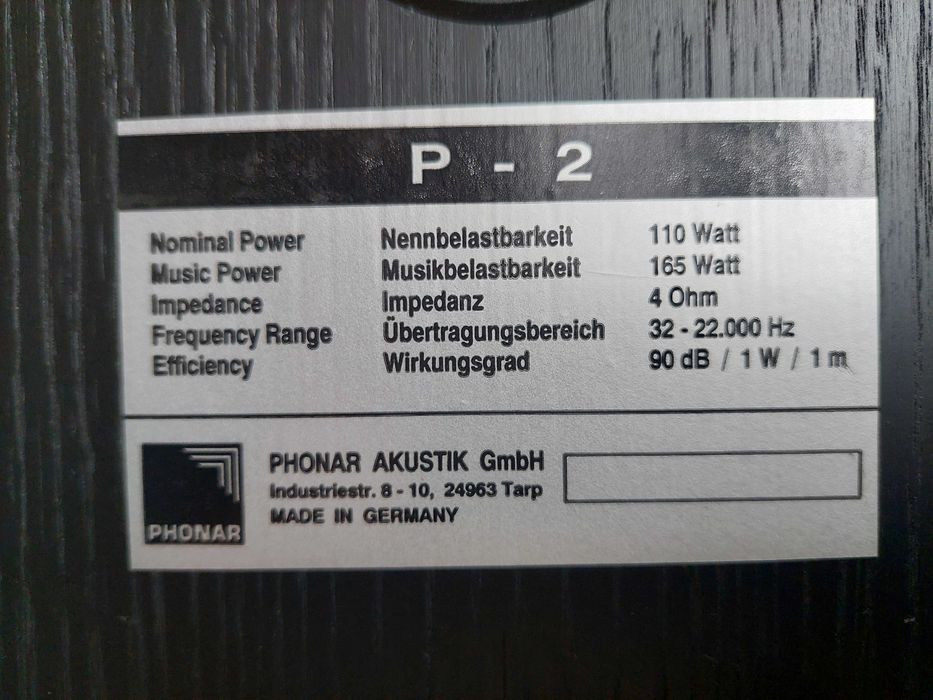 P - 2
Nominal Power Nennbelastbarkeit 110 Watt
Music Power Musikbelastbarkeit 165 Watt
Impedance Impedanz 4 Ohm
Frequency Range Übertragungsbereich 32 - 22.000 Hz
Efficiency Wirkungsgrad 90 dB / 1 W / 1 m
PHONAR AKUSTIK GmbH
Industriestr. 8 - 10, 24963 Tarp
MADE IN GERMANY
PHONAR